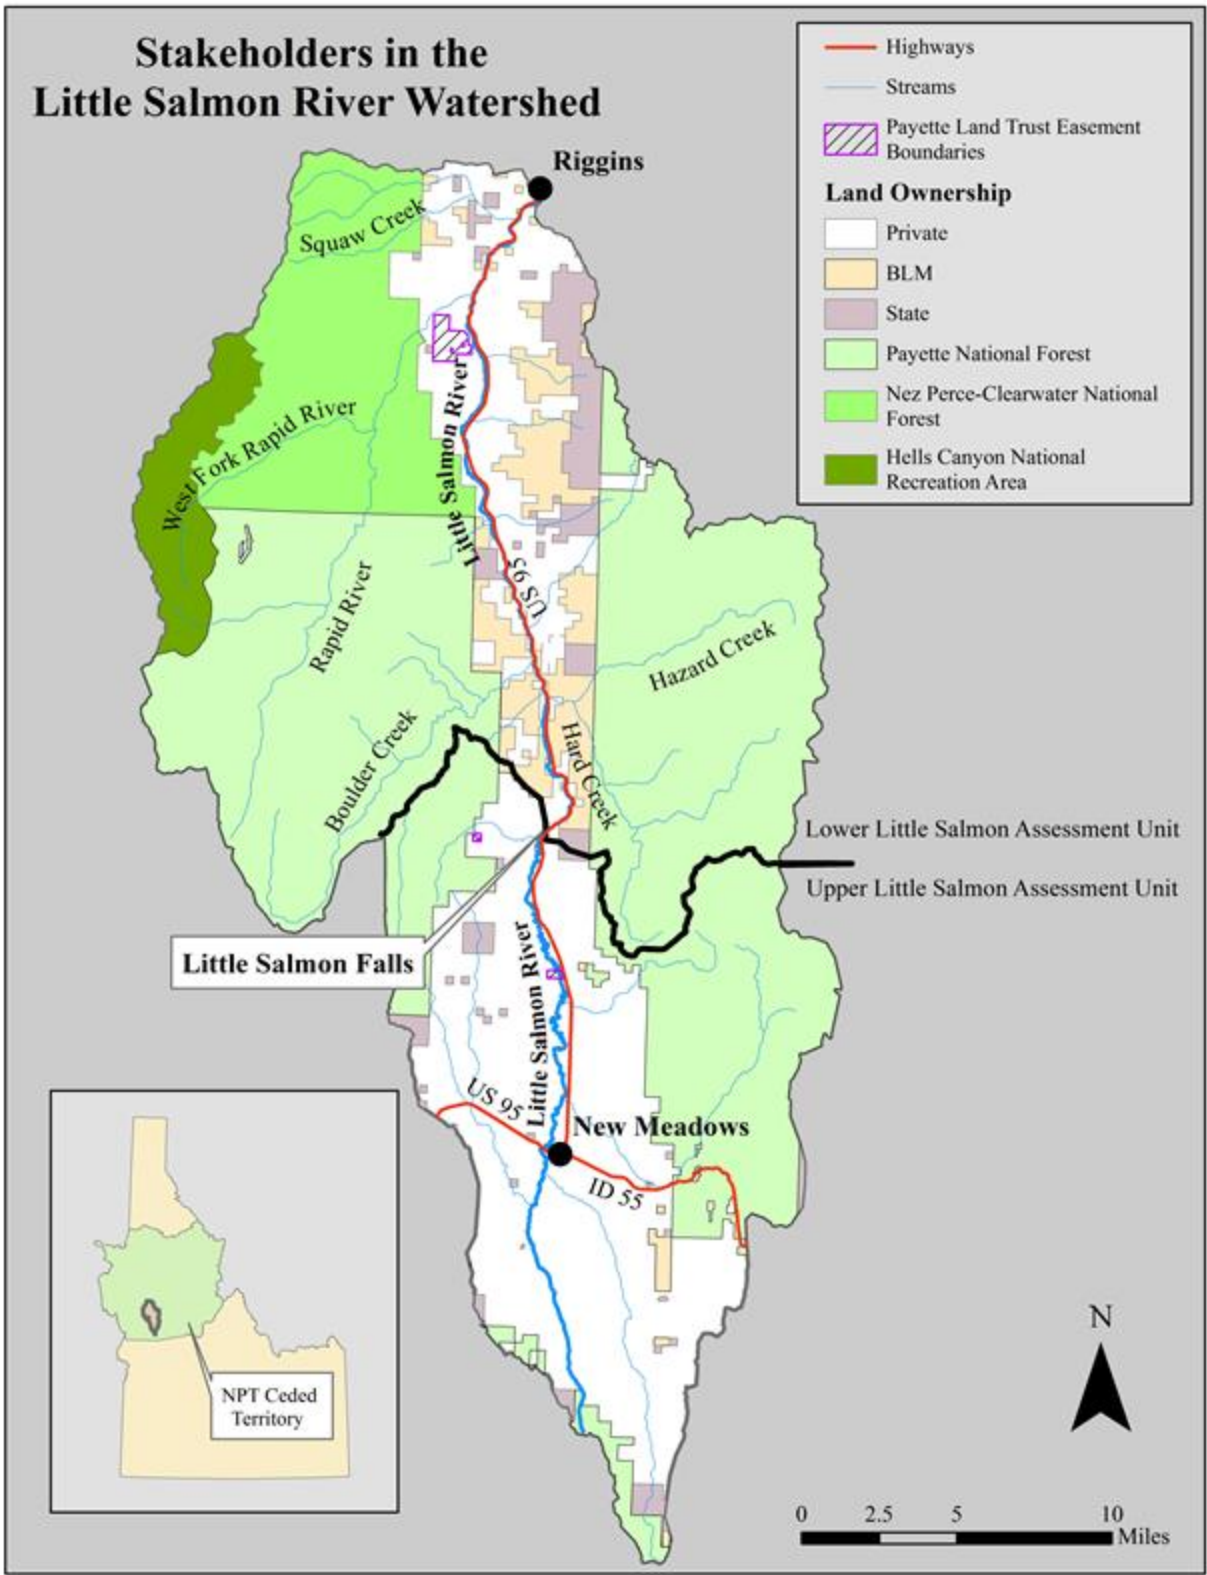 Stakeholders in the
Little Salmon River Watershed
Highways
Streams
Payette Land Trust Easement
Boundaries
Land Ownership
Private
BLM
State
Payette National Forest
Nez Perce-Clearwater National
Forest
Hells Canyon National
Recreation Area
Riggins
Squaw Creek
West Fork Rapid River
Little Salmon River
US 95
Rapid River
Hazard Creek
Boulder Creek
Hard Creek
Lower Little Salmon Assessment Unit
Upper Little Salmon Assessment Unit
Little Salmon Falls
Little Salmon River
US 95
New Meadows
ID 55
NPT Ceded
Territory
N
0 2.5 5 10
Miles